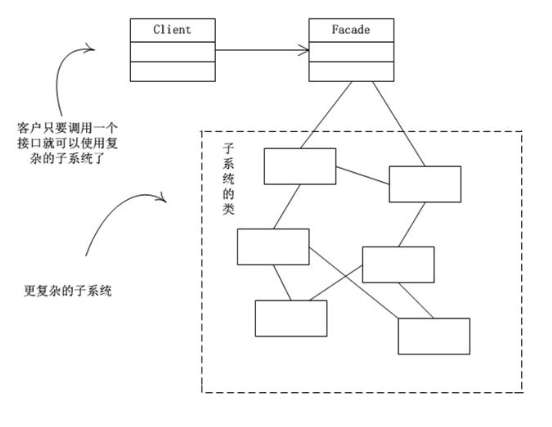 Client
Facade
客户只要调用一个
接口就可以使用复
杂的子系统了
子系统的类
更复杂的子系统